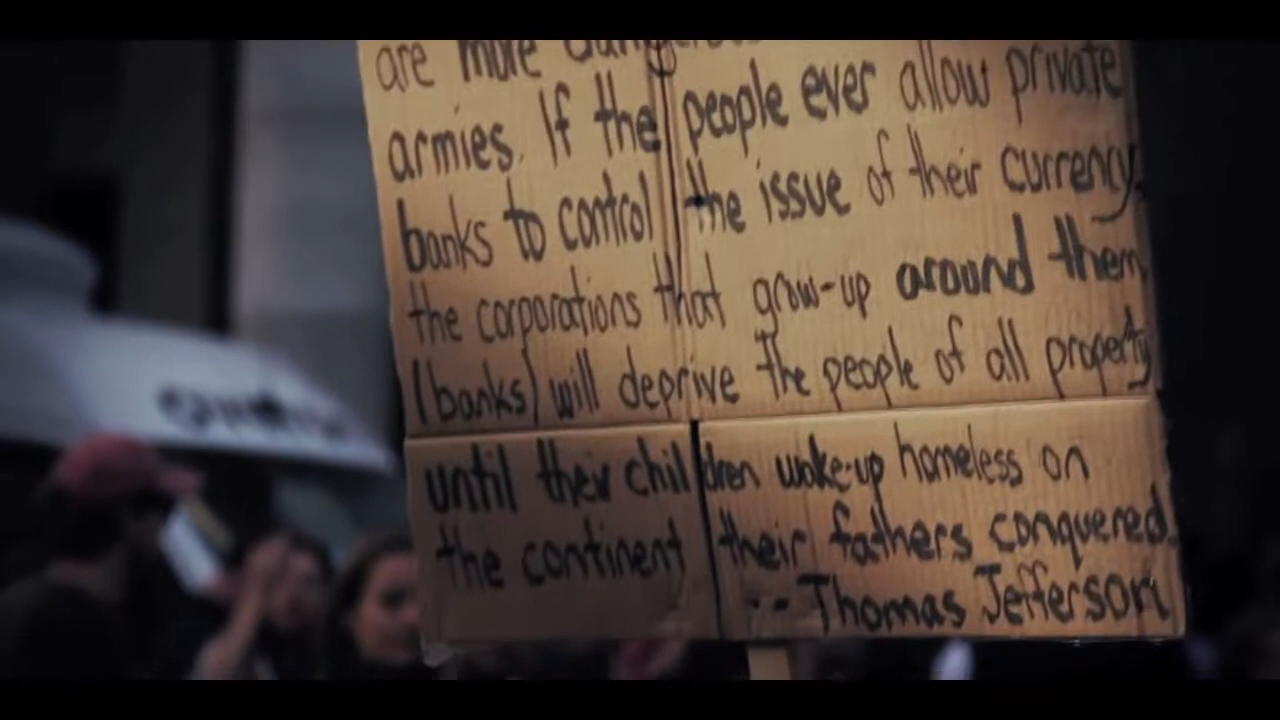 are more dangerous
armies. If the people ever allow private
banks to control the issue of their currency,
the corporations that grow-up around them
(banks) will deprive the people of all property
until their children wake-up homeless on
the continent their fathers conquered.
-- Thomas Jefferson